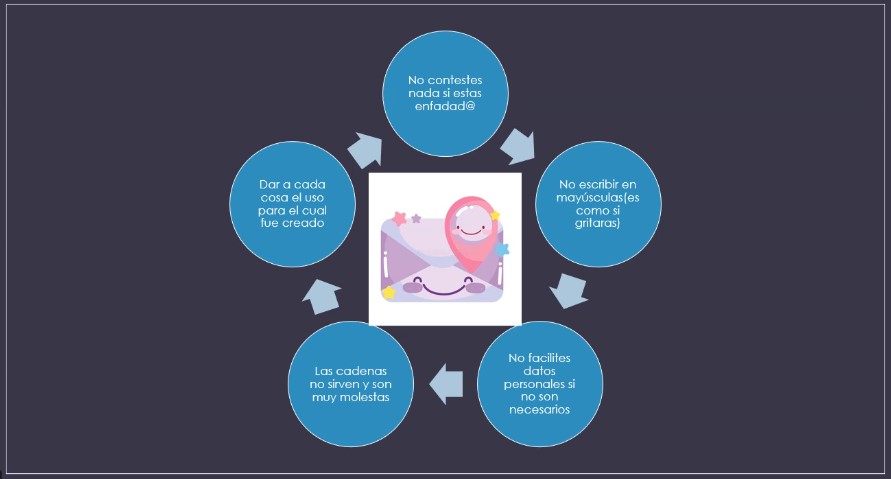 No contestes
nada si estas
enfadad@
No escribir en
mayúsculas(es
como si
gritaras)
No facilites
datos
personales si
no son
necesarios
Las cadenas
no sirven y son
muy molestas
Dar a cada
cosa el uso
para el cual
fue creado